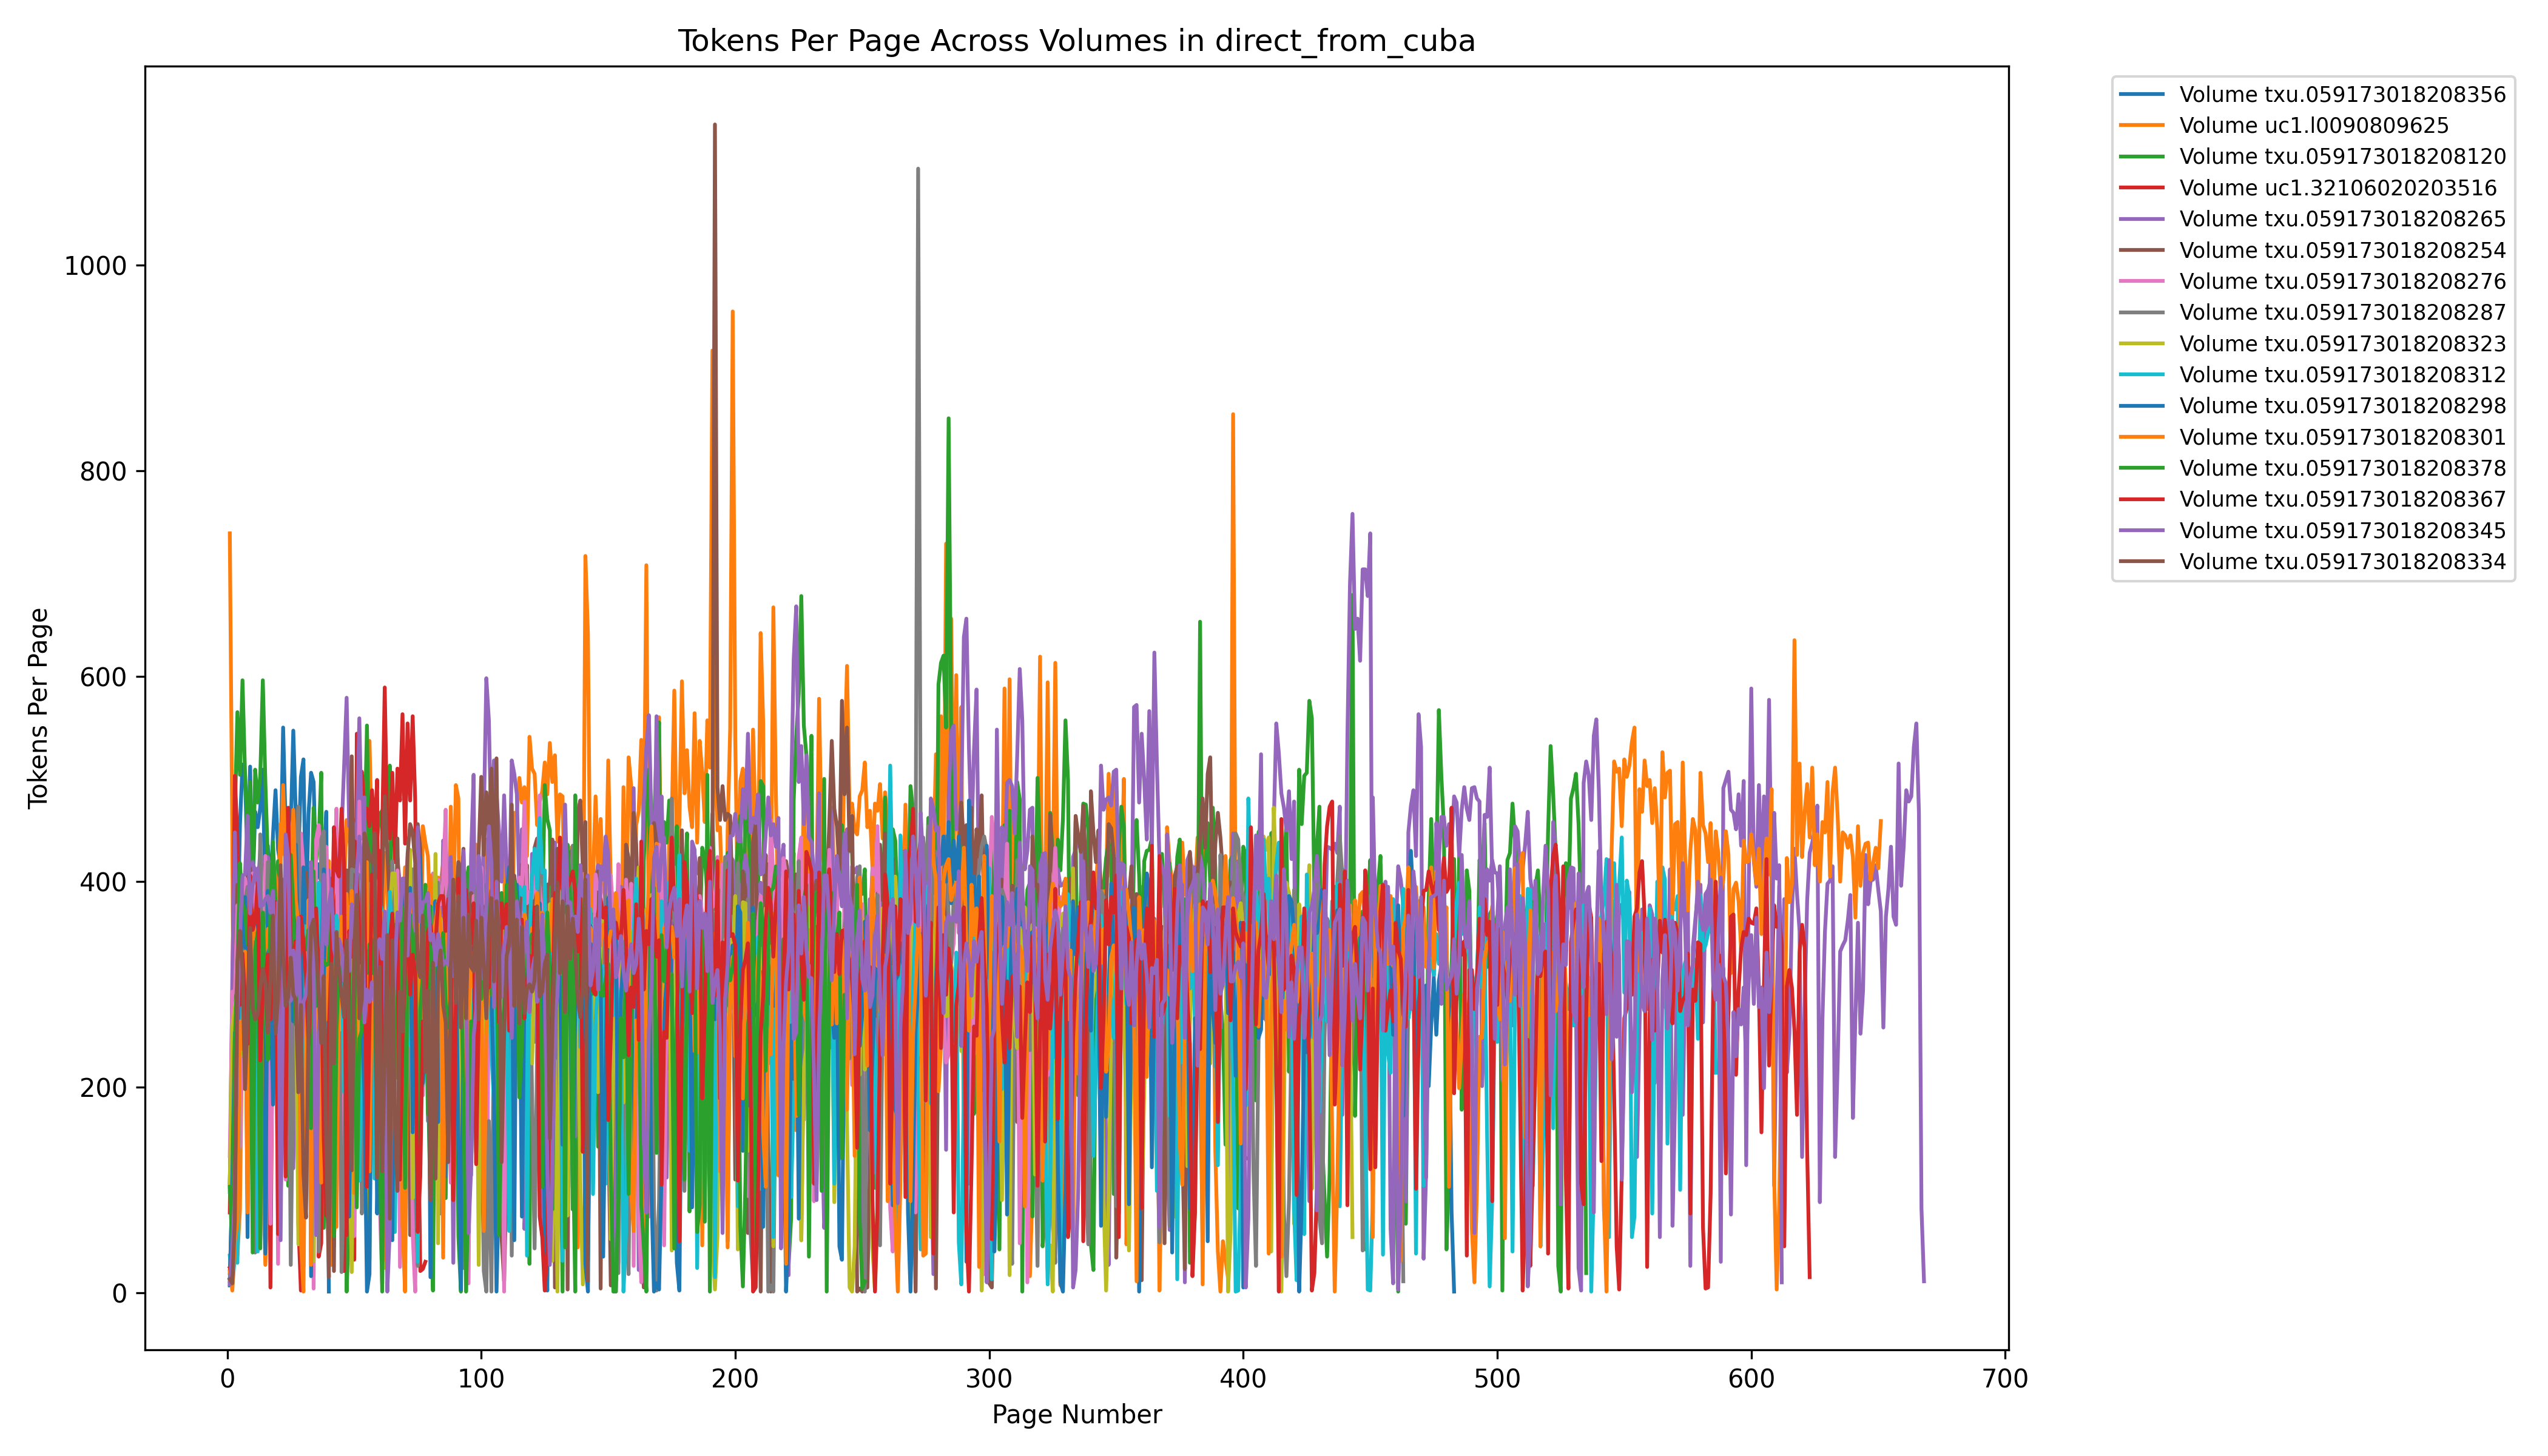 Tokens Per Page Across Volumes in direct_from_cuba
Tokens Per Page
1000
800
600
400
200
0
0 100 200 300 400 500 600 700
Page Number
Volume txu.059173018208356
Volume uc1.l0090809625
Volume txu.059173018208120
Volume uc1.32106020203516
Volume txu.059173018208265
Volume txu.059173018208254
Volume txu.059173018208276
Volume txu.059173018208287
Volume txu.059173018208323
Volume txu.059173018208312
Volume txu.059173018208298
Volume txu.059173018208301
Volume txu.059173018208378
Volume txu.059173018208367
Volume txu.059173018208345
Volume txu.059173018208334